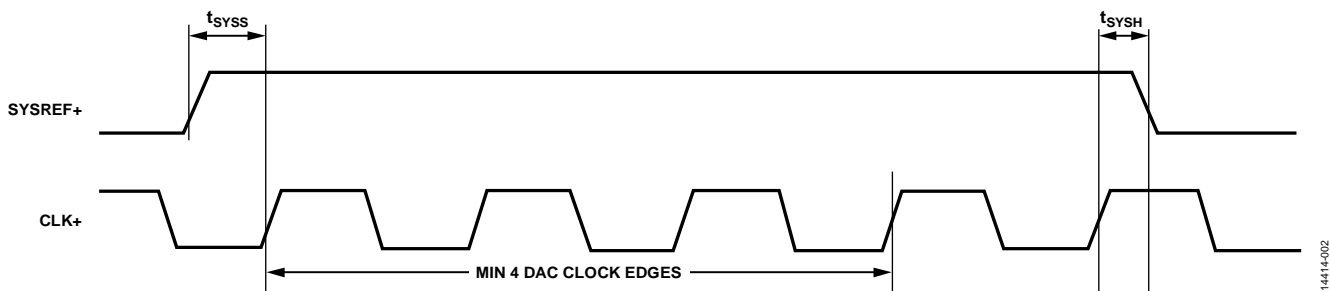 tSYSS
tSYSH
SYSREF+
CLK+
MIN 4 DAC CLOCK EDGES
14414-002